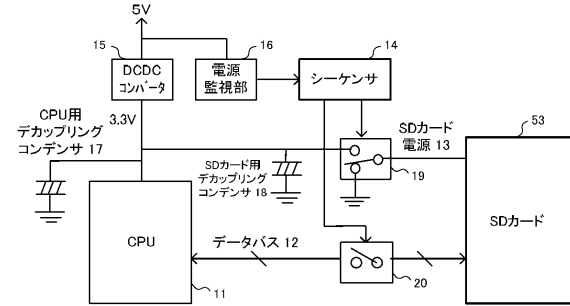 5V
15
16
14
DCDC
コンバータ
電源
監視部
シーケンサ
CPU用
デカップリング
コンデンサ 17
3.3V
SDカード用
デカップリング
コンデンサ 18
SDカード
電源 13
53
19
CPU
データバス 12
SDカード
11
20